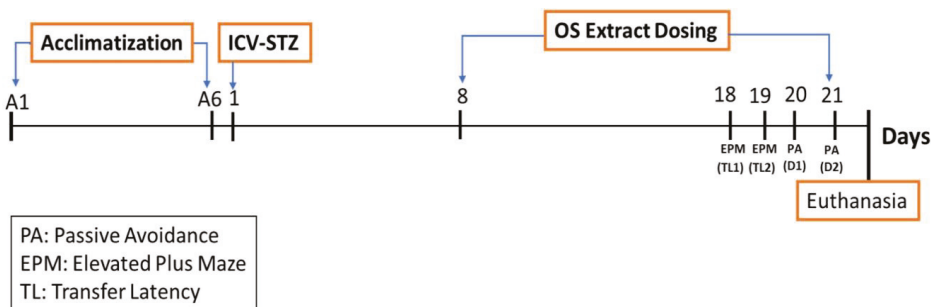 Acclimatization
ICV-STZ
OS Extract Dosing
A1
A6 1
8
18 19 20 21
EPM EPM PA PA
(TL1) (TL2) (D1) (D2)
Days
Euthanasia
PA: Passive Avoidance
EPM: Elevated Plus Maze
TL: Transfer Latency